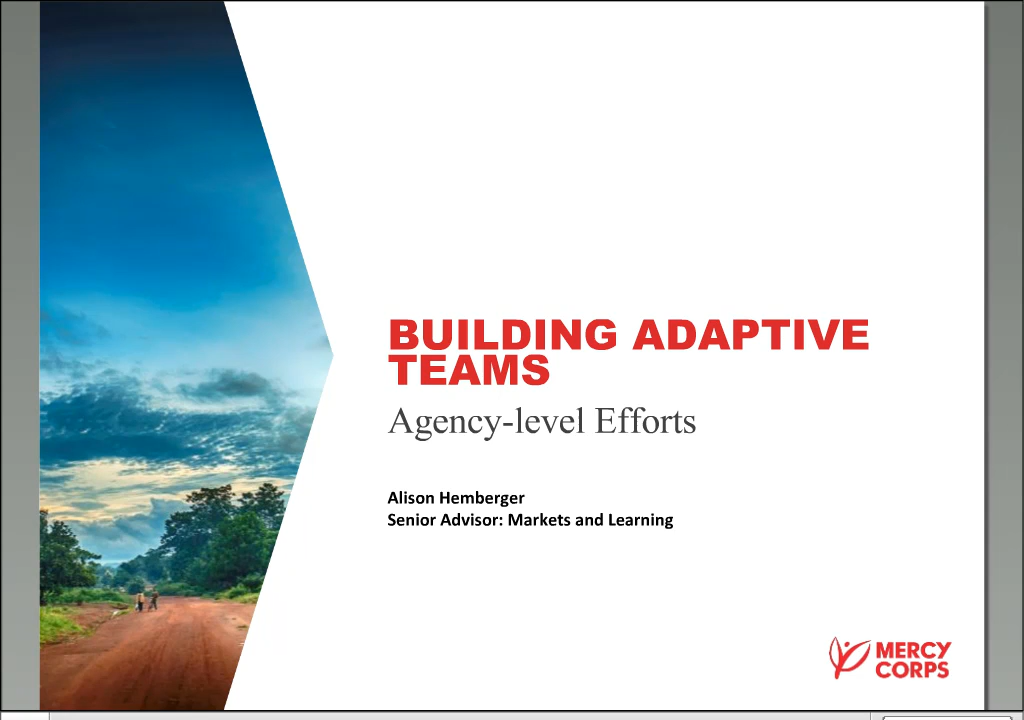 BUILDING ADAPTIVE
TEAMS
Agency-level Efforts
Alison Hemberger
Senior Advisor: Markets and Learning
MERCY
CORPS